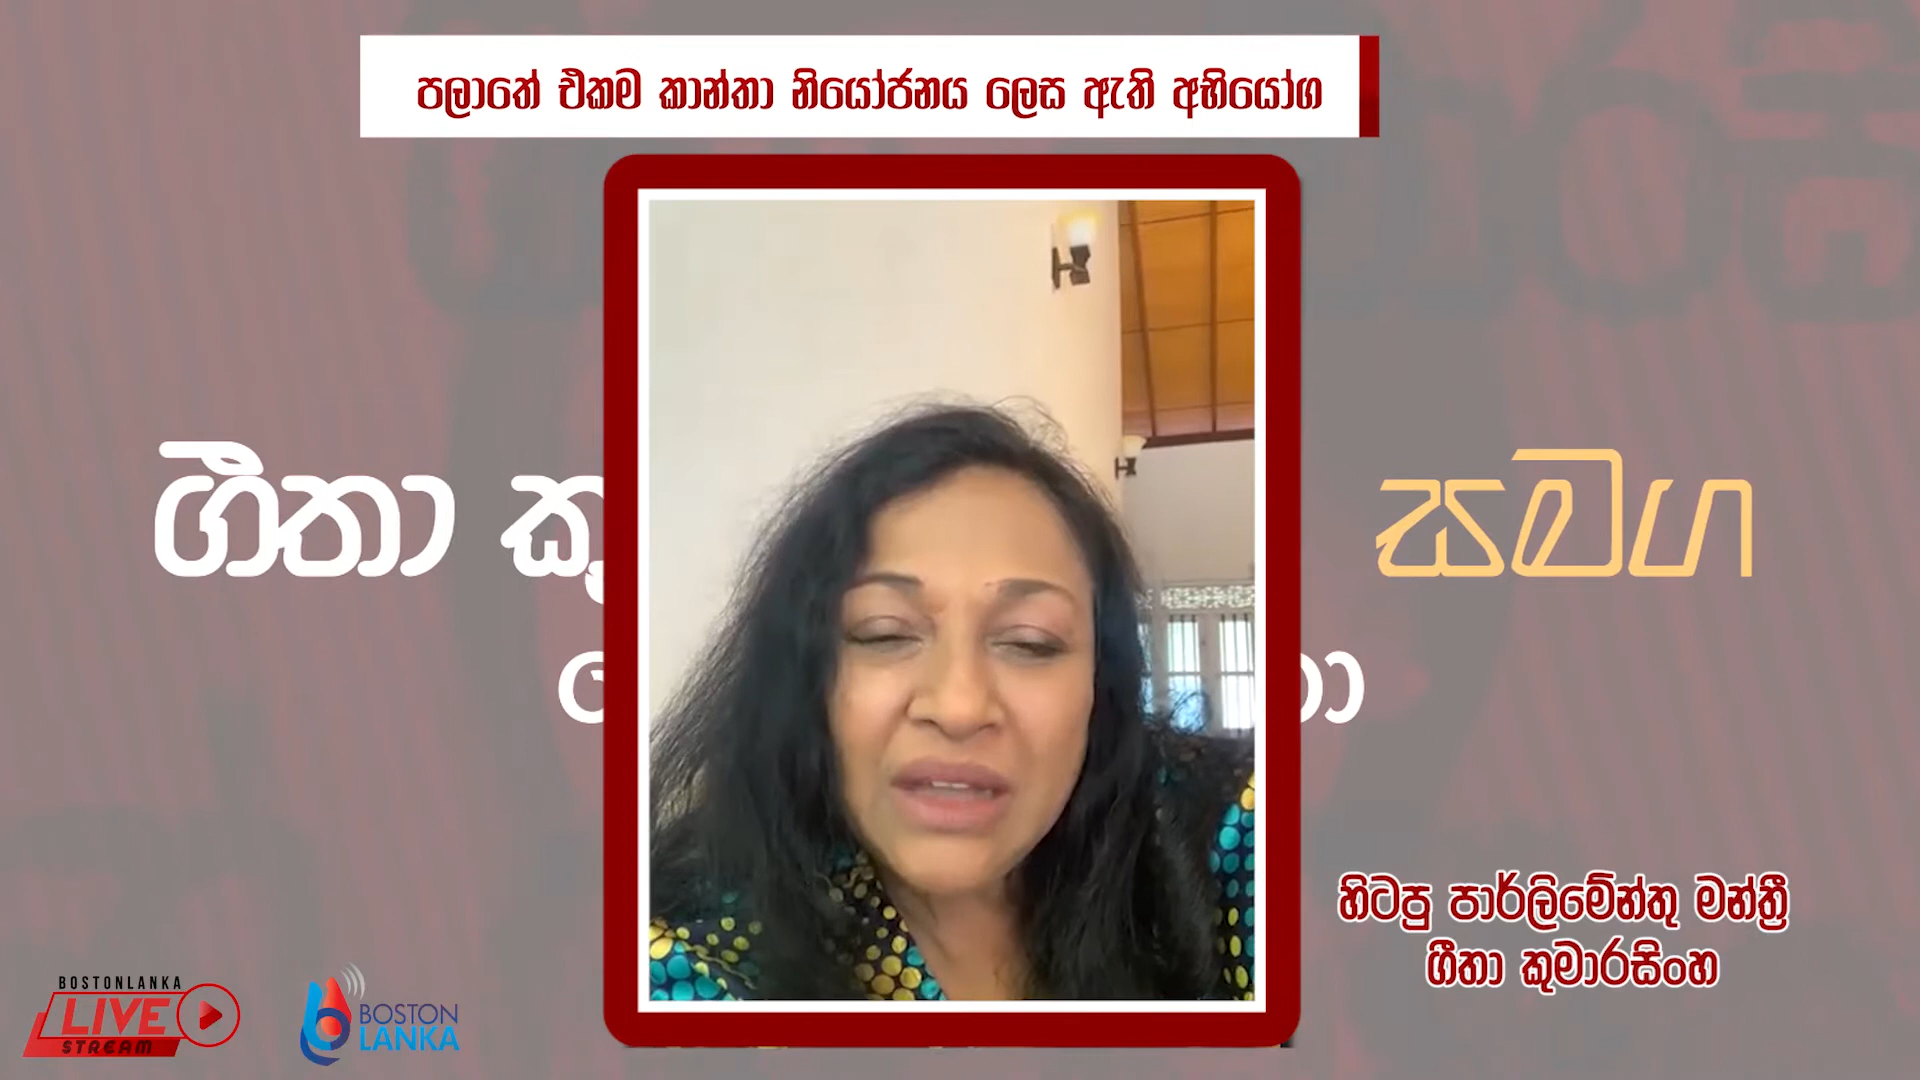 පලාතේ එකම කාන්තා නියෝජනය ලෙස ඇති අභියෝග
ගීතා
සමග
හිටපු පාර්ලිමේන්තු මන්ත්‍රී
ගීතා කුමාරසිංහ
BOSTONLANKA
LIVE
STREAM
BOSTON
LANKA